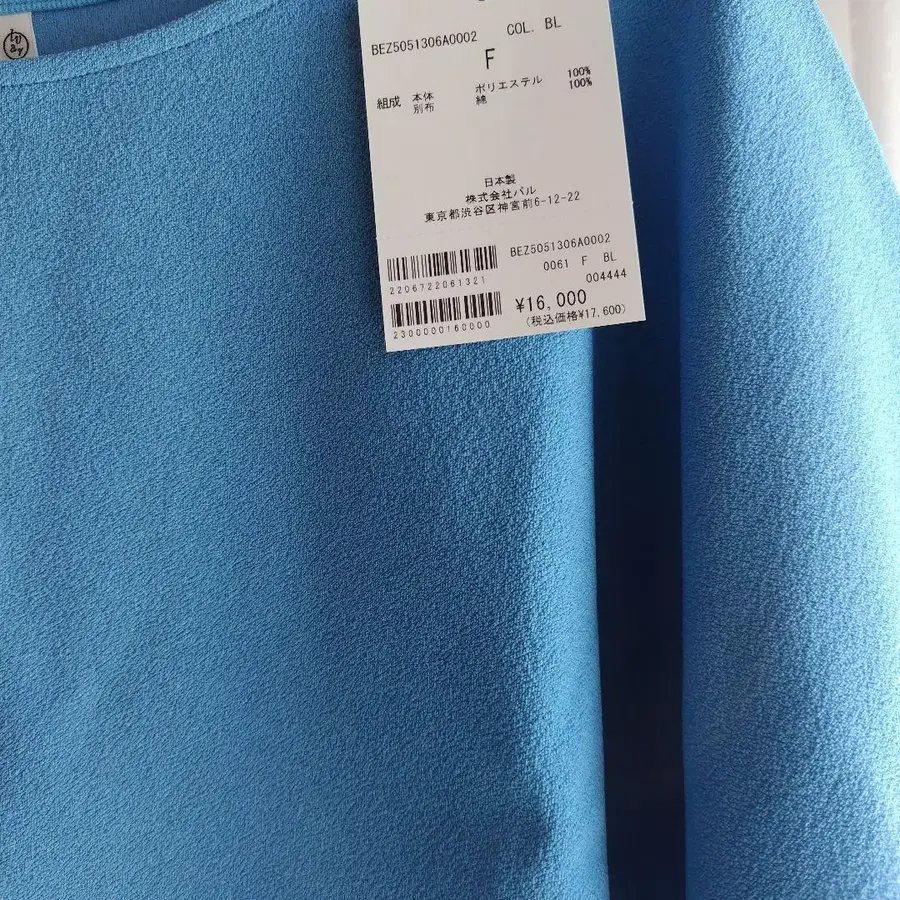 BEZ5051306A0002 COL. BL
F
組成 本体 ポリエステル 100%
別布 綿 100%
日本製
株式会社パル
東京都渋谷区神宮前6-12-22
BEZ5051306A0002
0061 F BL
2206722061321 004444
¥16,000
2300000160000 (税込価格¥17,600)